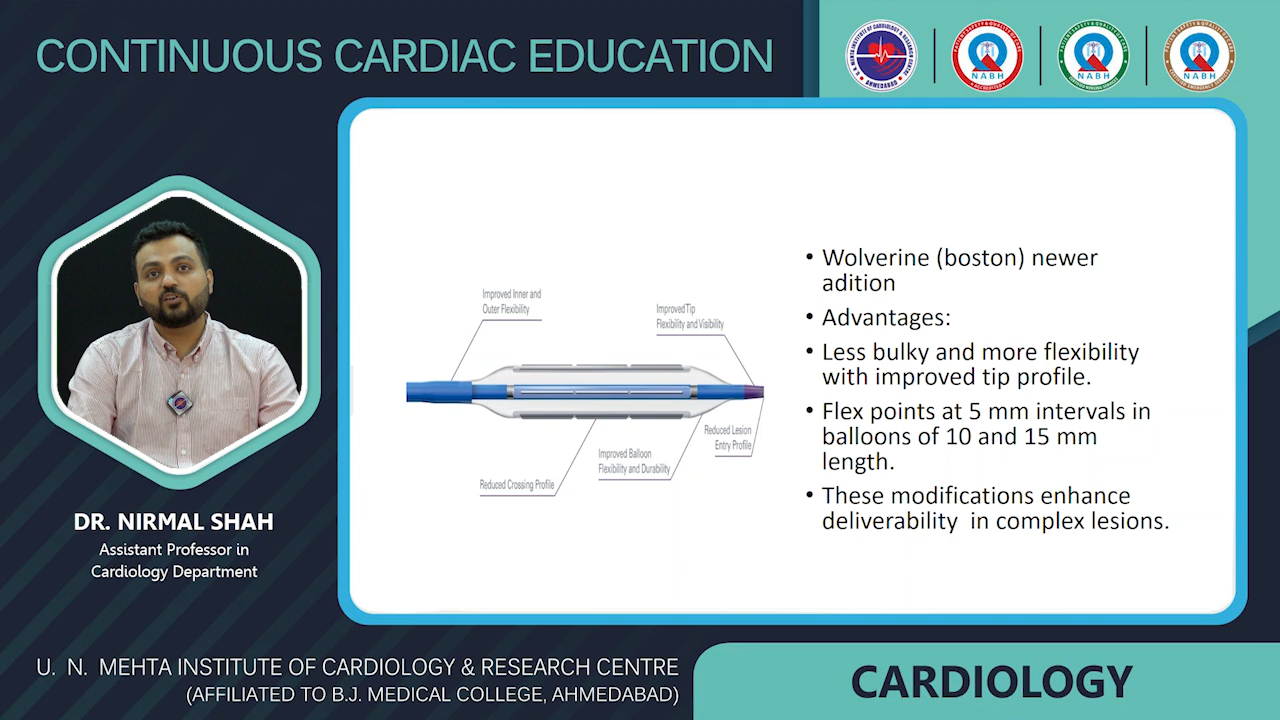 CONTINUOUS CARDIAC EDUCATION
AHMEDABAD
NABH
NABH
NABH
Improved Inner and
Outer Flexibility
Improved Tip
Flexibility and Visibility
Reduced Lesion
Entry Profile
Improved Balloon
Flexibility and Durability
Reduced Crossing Profile
• Wolverine (boston) newer
adition
• Advantages:
• Less bulky and more flexibility
with improved tip profile.
• Flex points at 5 mm intervals in
balloons of 10 and 15 mm
length.
• These modifications enhance
deliverability in complex lesions.
DR. NIRMAL SHAH
Assistant Professor in
Cardiology Department
U. N. MEHTA INSTITUTE OF CARDIOLOGY & RESEARCH CENTRE
(AFFILIATED TO B.J. MEDICAL COLLEGE, AHMEDABAD)
CARDIOLOGY